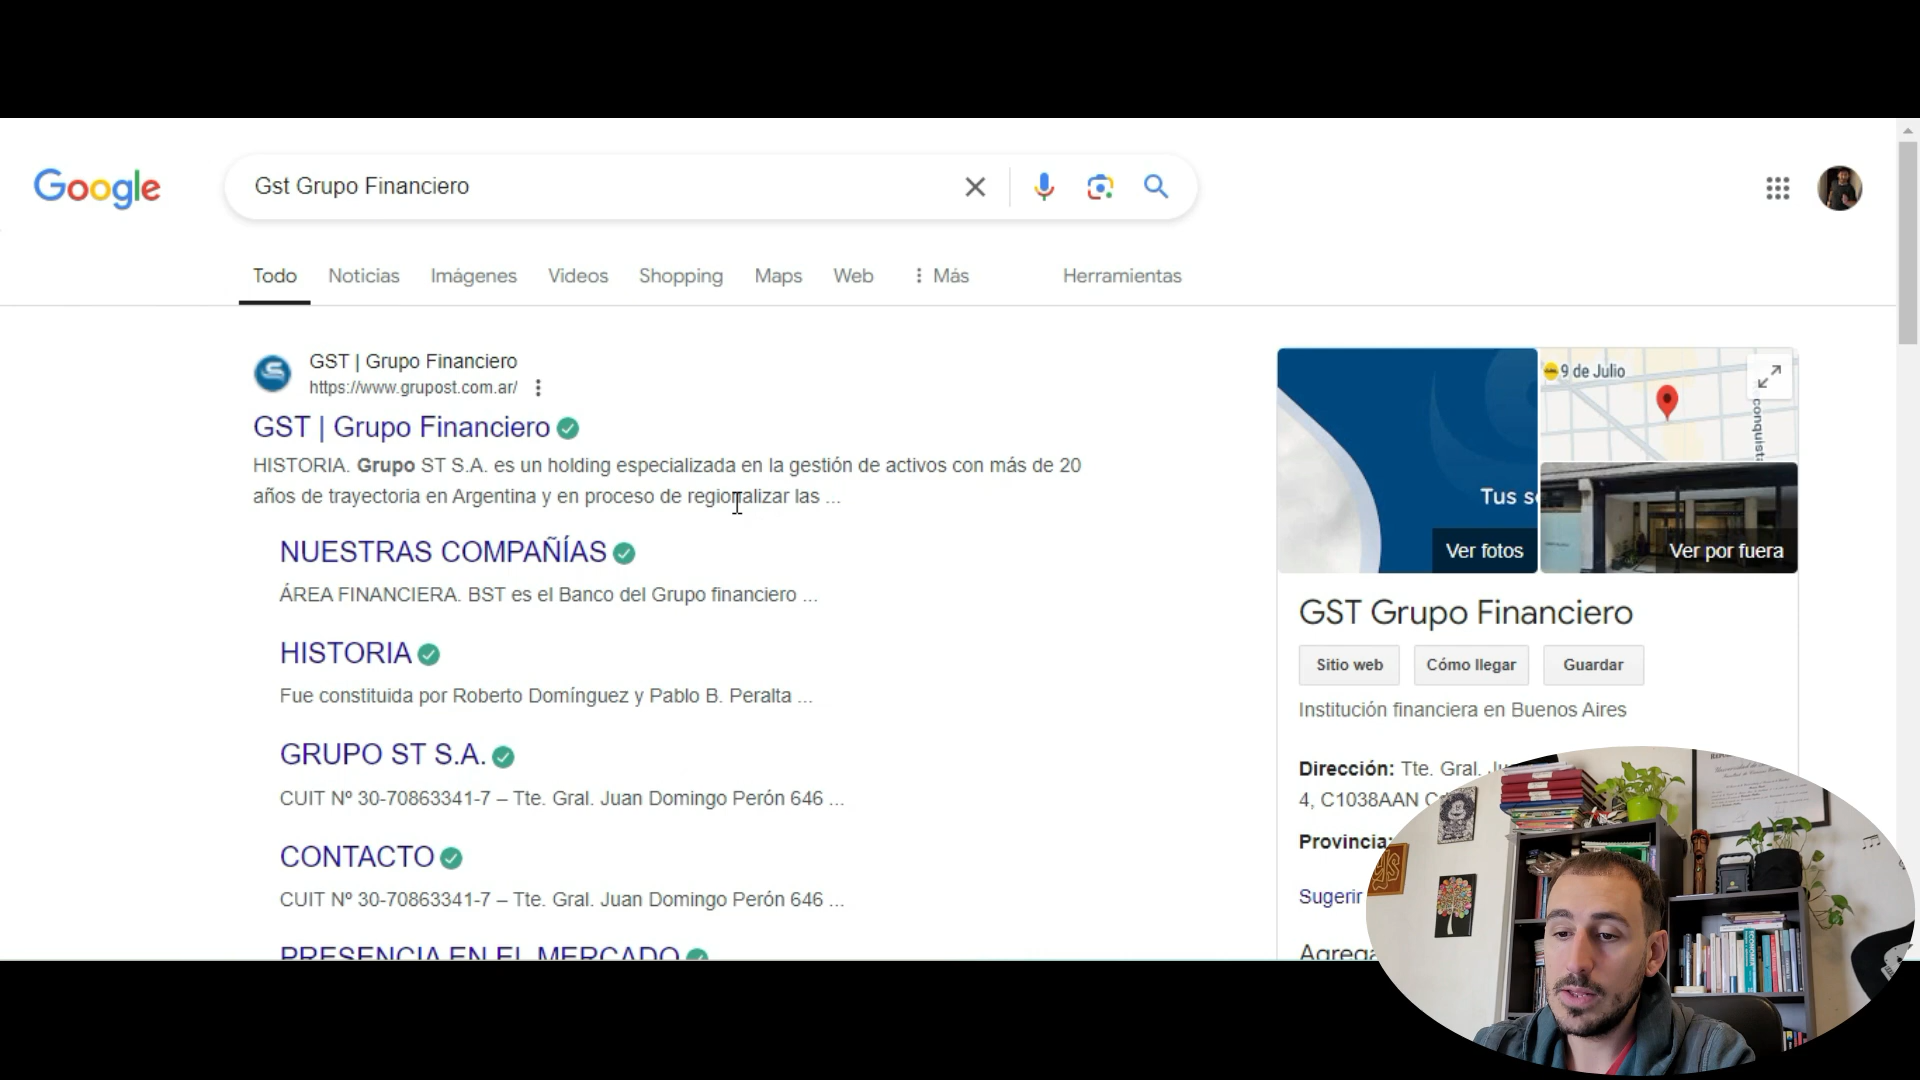 Google
Gst Grupo Financiero
Todo Noticias Imágenes Videos Shopping Maps Web Más Herramientas
GST | Grupo Financiero
https://www.grupost.com.ar/
GST | Grupo Financiero
HISTORIA. Grupo ST S.A. es un holding especializada en la gestión de activos con más de 20
años de trayectoria en Argentina y en proceso de regionalizar las ...
NUESTRAS COMPAÑÍAS
ÁREA FINANCIERA. BST es el Banco del Grupo financiero ...
HISTORIA
Fue constituida por Roberto Domínguez y Pablo B. Peralta ...
GRUPO ST S.A.
CUIT Nº 30-70863341-7 – Tte. Gral. Juan Domingo Perón 646 ...
CONTACTO
CUIT Nº 30-70863341-7 – Tte. Gral. Juan Domingo Perón 646 ...
PRESENCIA EN EL MERCADO
Tus s
Ver fotos
9 de Julio
conquist
Ver por fuera
GST Grupo Financiero
Sitio web Cómo llegar Guardar
Institución financiera en Buenos Aires
Dirección: Tte. Gral.
4, C1038AAN
Provincia:
Sugerir
Agrega